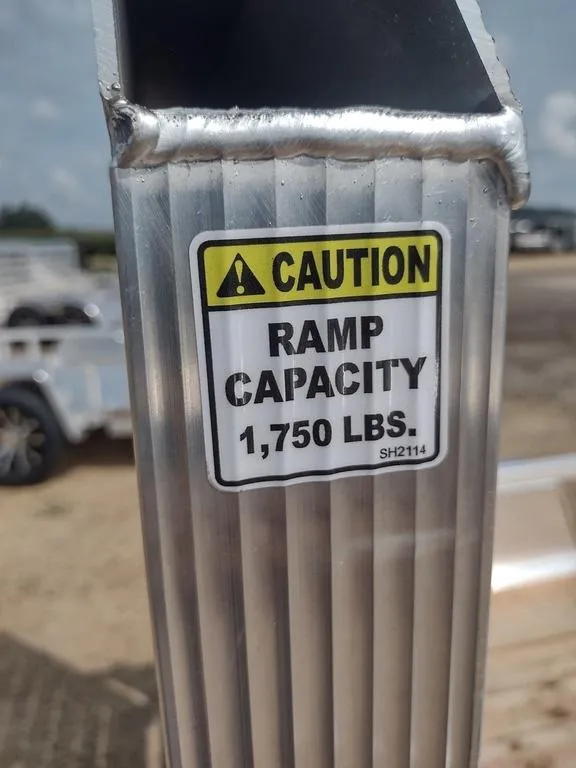 CAUTION
RAMP
CAPACITY
1,750 LBS.
SH2114